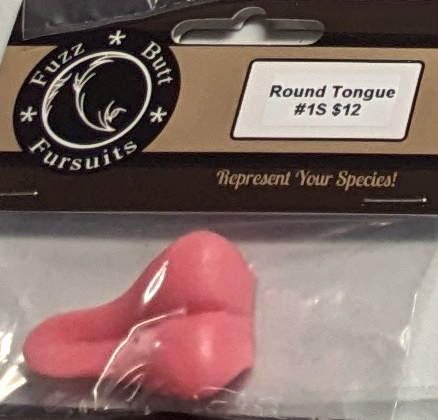 * Fuzz * Butt *
Fursuits
Round Tongue
#1S $12
Represent Your Species!